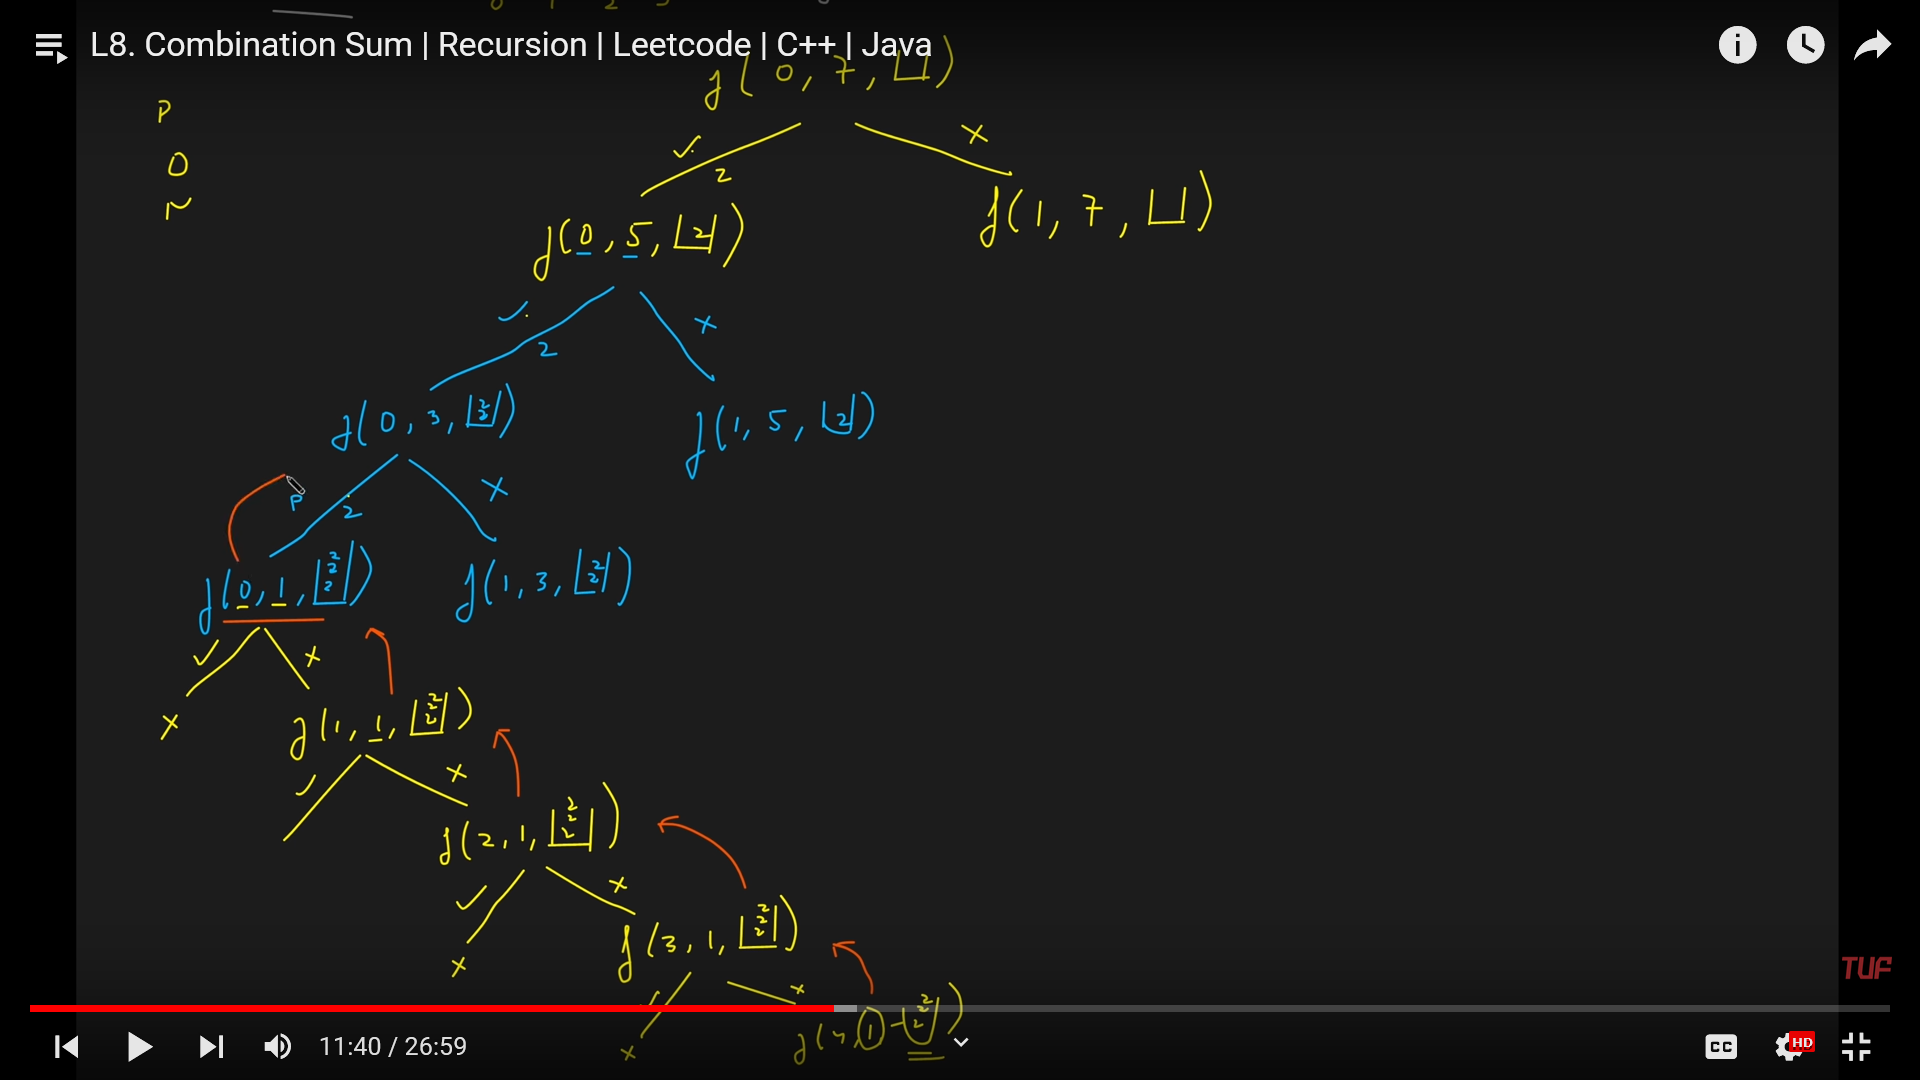 L8. Combination Sum | Recursion | Leetcode | C++ | Java
f(0, 7, [])
P
O
N
✓ 2 ×
f(0, 5, [2])
f(1, 7, [])
✓ 2 ×
f(0, 3, [2 2])
f(1, 5, [2])
P 2 ×
f(0, 1, [2 2 2])
f(1, 3, [2 2])
✓ ×
×
f(1, 1, [2 2 2])
✓ ×
f(2, 1, [2 2 2])
✓ ×
×
f(3, 1, [2 2 2])
TUF
✓ ×
×
f(4, 1 - [2 2 2])
11:40 / 26:59
CC
HD